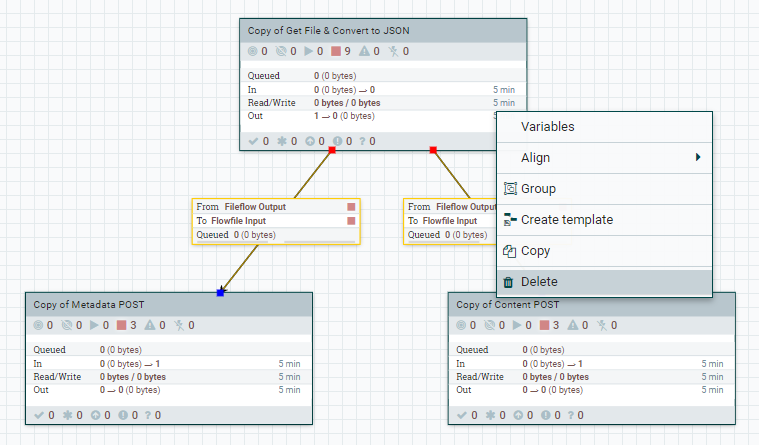 Copy of Get File & Convert to JSON
0 0 0 9 0 0
Queued 0 (0 bytes)
In 0 (0 bytes) → 0 5 min
Read/Write 0 bytes / 0 bytes 5 min
Out 1 → 0 (0 bytes)
0 0 0 0 ? 0
Variables
Align
Group
Create template
Copy
Delete
From Fileflow Output
To Flowfile Input
Queued 0 (0 bytes)
From Fileflow Output
To Flowfile Input
Queued 0 (0 bytes)
Copy of Metadata POST
0 0 0 3 0 0
Queued 0 (0 bytes)
In 0 (0 bytes) → 1 5 min
Read/Write 0 bytes / 0 bytes 5 min
Out 0 → 0 (0 bytes) 5 min
0 0 0 0 ? 0
Copy of Content POST
0 0 0 3 0 0
Queued 0 (0 bytes)
In 0 (0 bytes) → 1 5 min
Read/Write 0 bytes / 0 bytes 5 min
Out 0 → 0 (0 bytes) 5 min
0 0 0 0 ? 0